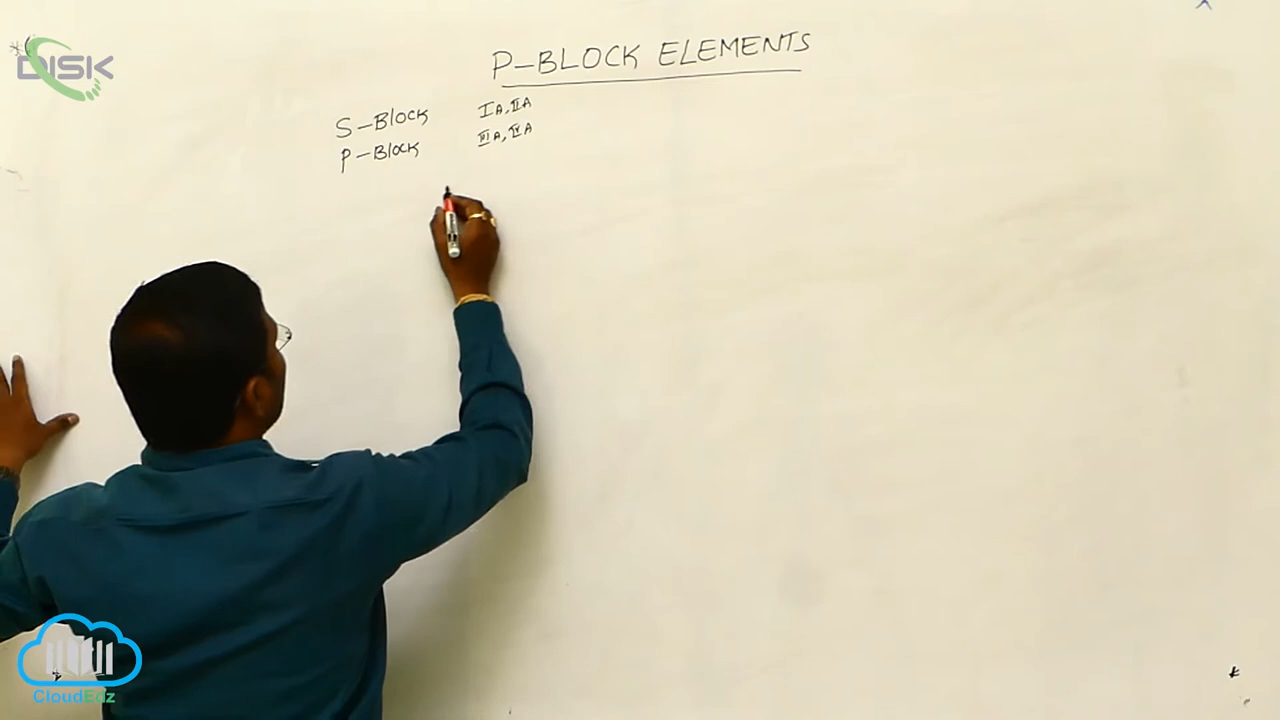 DISK
P-BLOCK ELEMENTS
S-BLOCK IA, IIA
P-BLOCK IIIA, IVA
CloudEdz